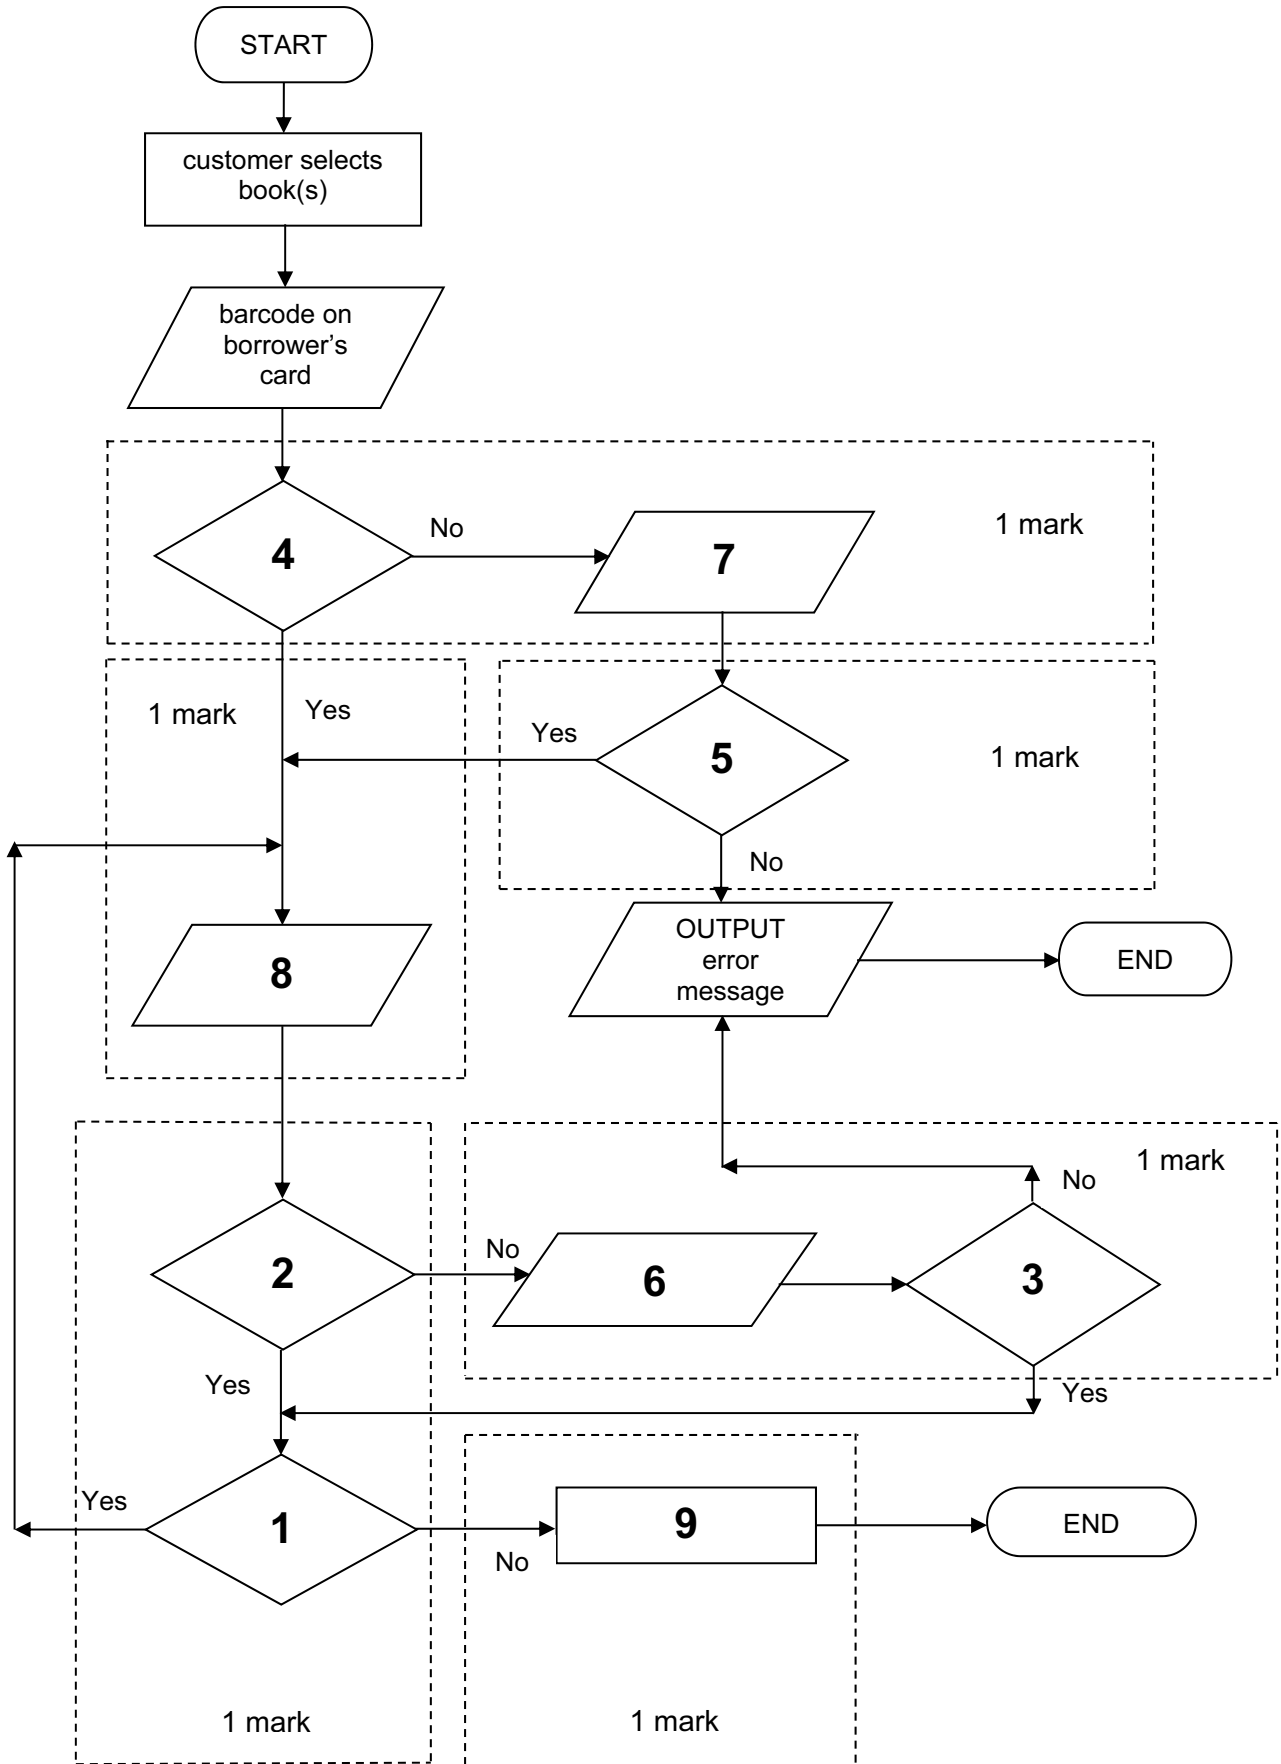 START
customer selects
book(s)
barcode on
borrower's
card
4
No
7
1 mark
1 mark
Yes
Yes
5
1 mark
No
8
OUTPUT
error
message
END
1 mark
No
2
No
6
3
Yes
Yes
Yes
1
No
9
END
1 mark
1 mark